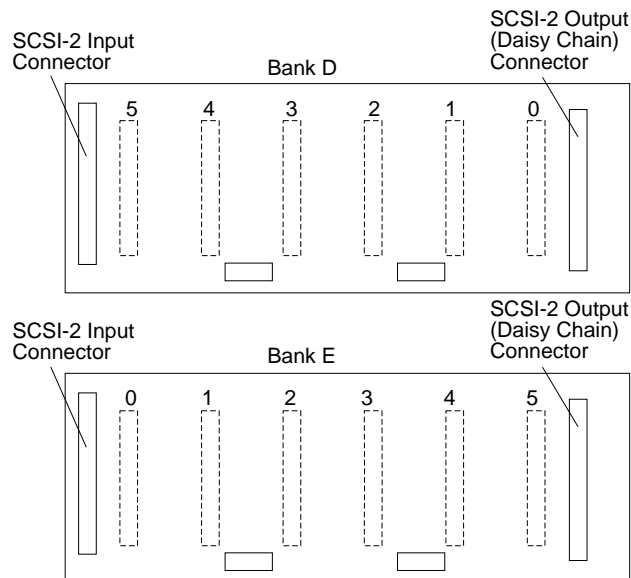 SCSI-2 Input
Connector
Bank D
SCSI-2 Output
(Daisy Chain)
Connector
5 4 3 2 1 0
SCSI-2 Input
Connector
Bank E
SCSI-2 Output
(Daisy Chain)
Connector
0 1 2 3 4 5